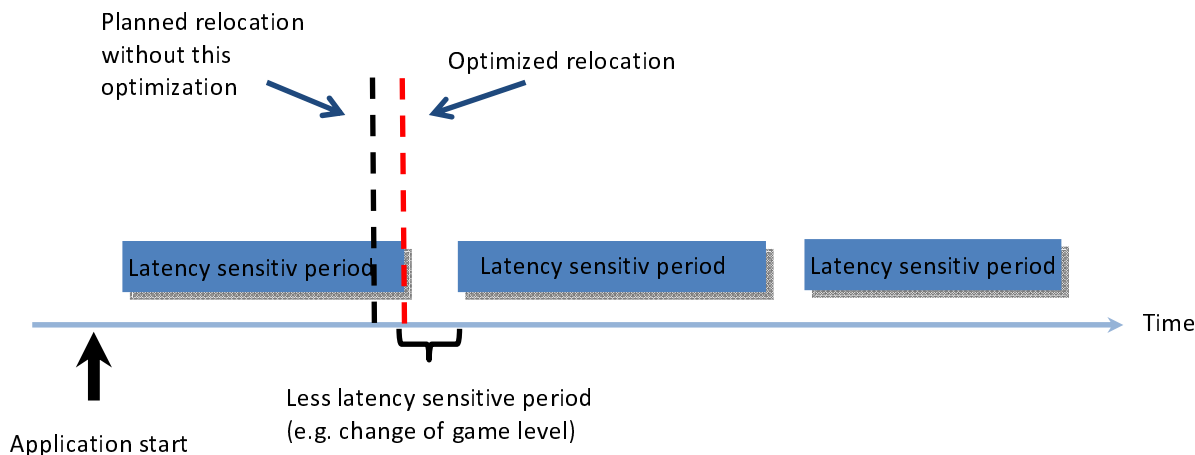 Planned relocation
without this
optimization
Optimized relocation
Latency sensitiv period
Latency sensitiv period
Latency sensitiv period
Time
Less latency sensitive period
(e.g. change of game level)
Application start